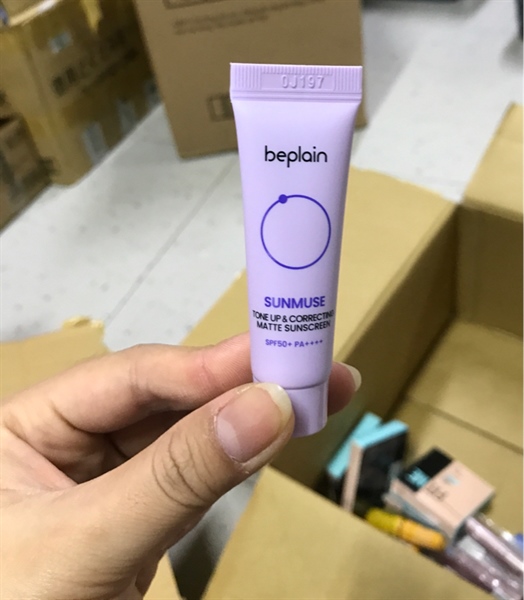 0J197
beplain
SUNMUSE
TONE UP & CORRECTING
MATTE SUNSCREEN
SPF50+ PA++++